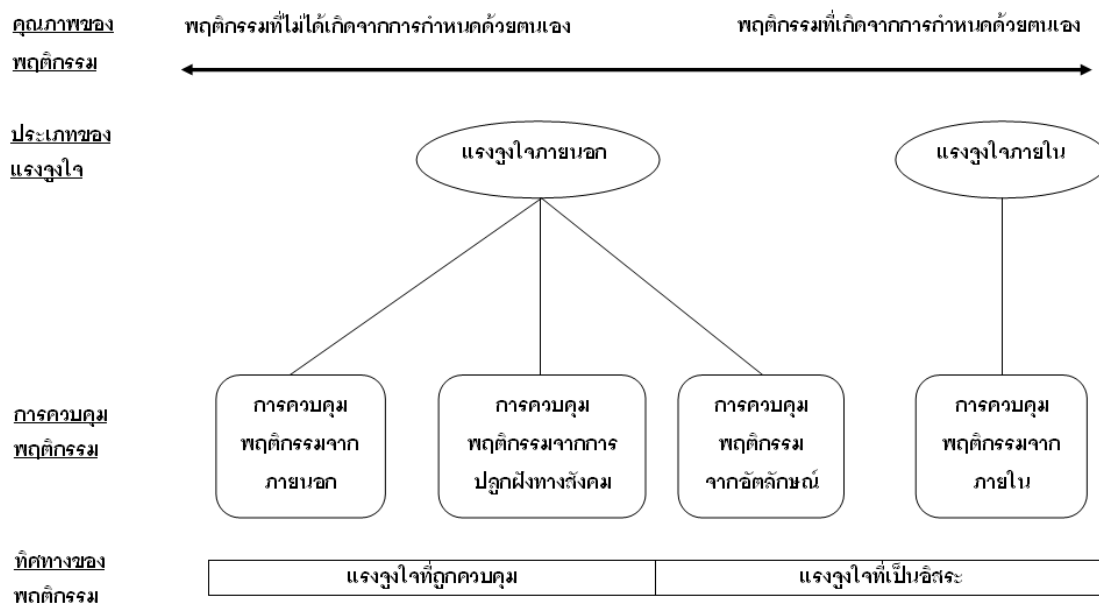 คุณภาพของ พฤติกรรมที่ไม่ได้เกิดจากการกำหนดด้วยตนเอง พฤติกรรมที่เกิดจากการกำหนดด้วยตนเอง
พฤติกรรม
ประเภทของ
แรงจูงใจ
แรงจูงใจภายนอก
แรงจูงใจภายใน
การควบคุม
พฤติกรรม
การควบคุม
พฤติกรรมจาก
ภายนอก
การควบคุม
พฤติกรรมจากการ
ปลูกฝังทางสังคม
การควบคุม
พฤติกรรม
จากอัตลักษณ์
การควบคุม
พฤติกรรมจาก
ภายใน
ทิศทางของ
พฤติกรรม
แรงจูงใจที่ถูกควบคุม
แรงจูงใจที่เป็นอิสระ